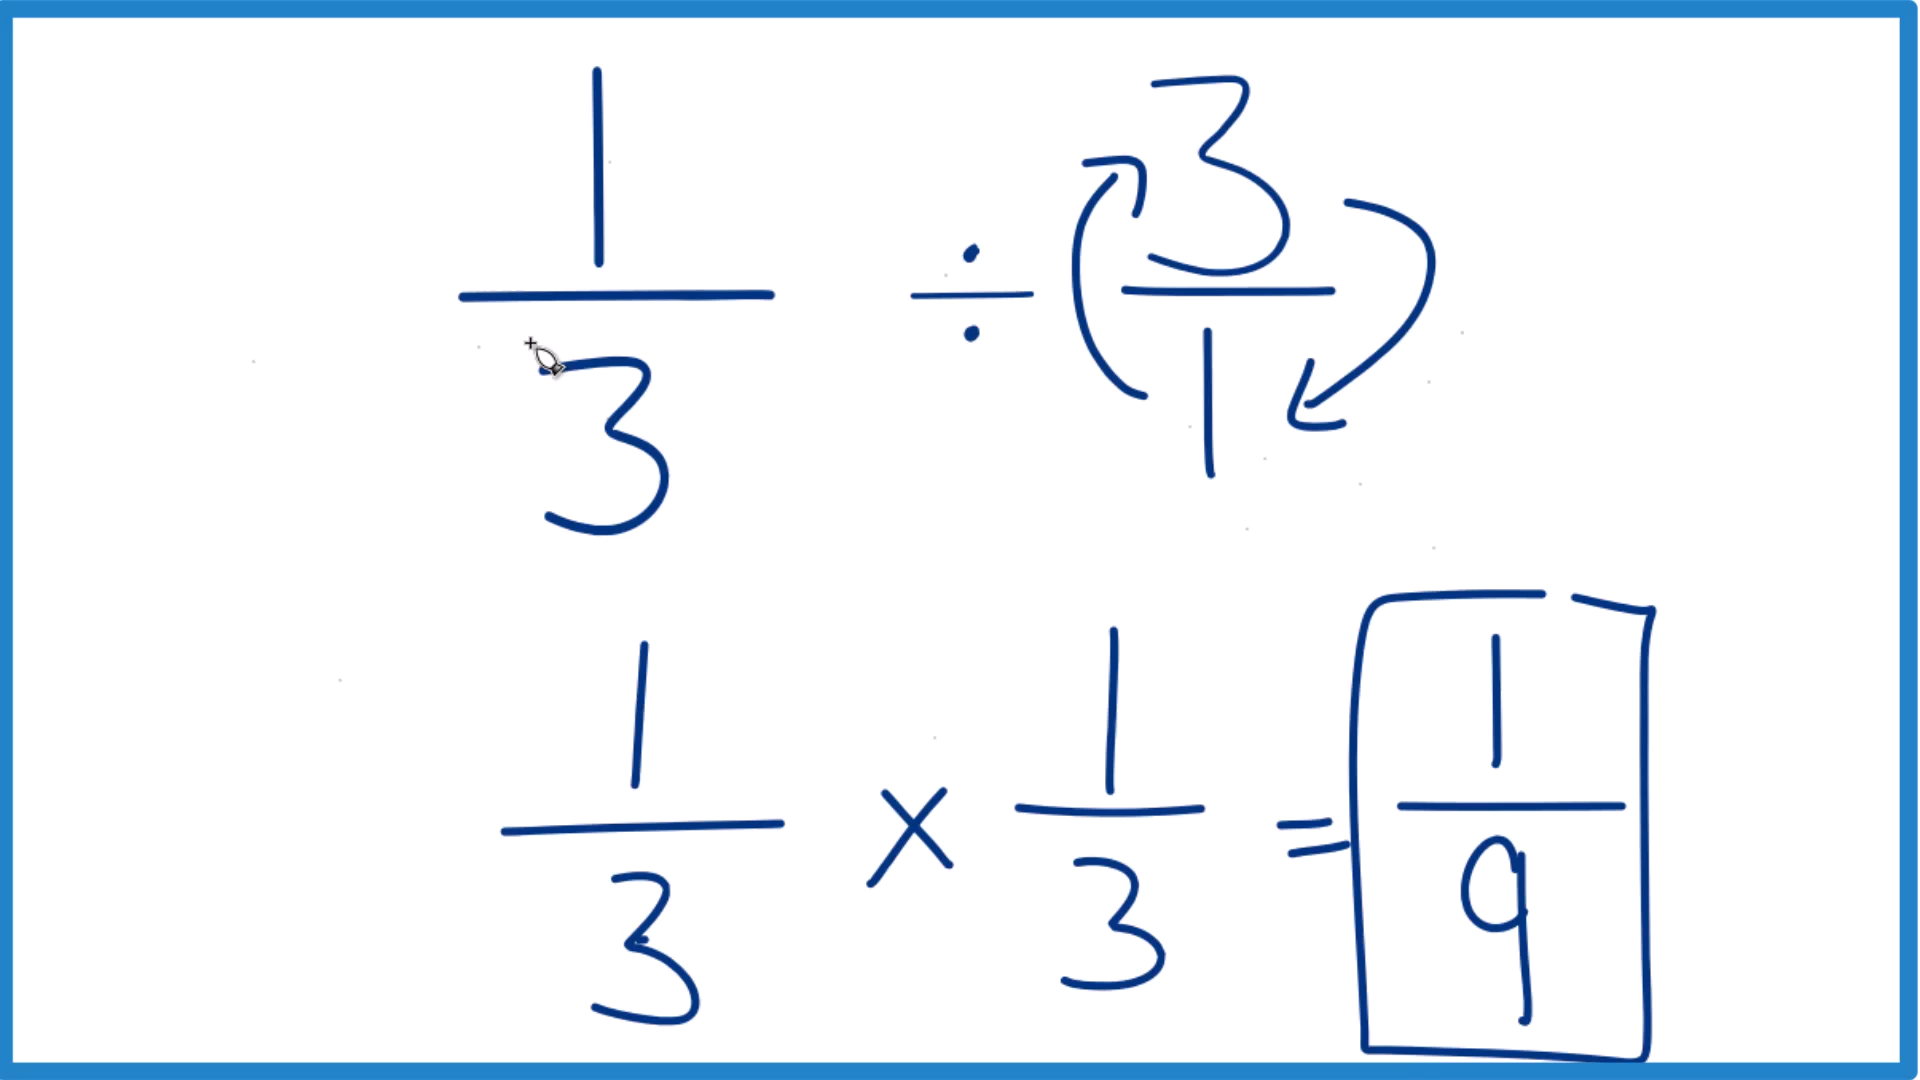 1/3 ÷ 3/1
1/3 × 1/3 = 1/9